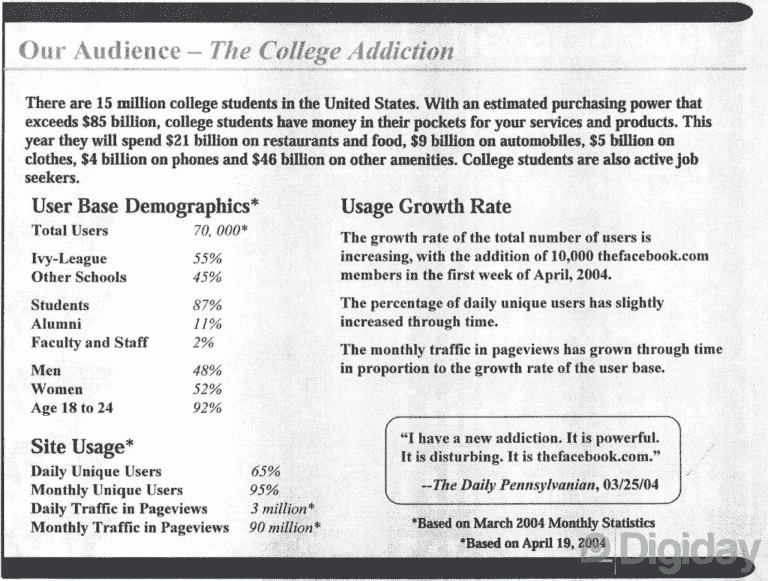 Our Audience – The College Addiction
There are 15 million college students in the United States. With an estimated purchasing power that
exceeds $85 billion, college students have money in their pockets for your services and products. This
year they will spend $21 billion on restaurants and food, $9 billion on automobiles, $5 billion on
clothes, $4 billion on phones and $46 billion on other amenities. College students are also active job
seekers.
User Base Demographics*
Total Users 70, 000*
Ivy-League 55%
Other Schools 45%
Students 87%
Alumni 11%
Faculty and Staff 2%
Men 48%
Women 52%
Age 18 to 24 92%
Site Usage*
Daily Unique Users 65%
Monthly Unique Users 95%
Daily Traffic in Pageviews 3 million*
Monthly Traffic in Pageviews 90 million*
Usage Growth Rate
The growth rate of the total number of users is
increasing, with the addition of 10,000 thefacebook.com
members in the first week of April, 2004.
The percentage of daily unique users has slightly
increased through time.
The monthly traffic in pageviews has grown through time
in proportion to the growth rate of the user base.
“I have a new addiction. It is powerful.
It is disturbing. It is thefacebook.com.”
--The Daily Pennsylvanian, 03/25/04
*Based on March 2004 Monthly Statistics
*Based on April 19, 2004
Digiday